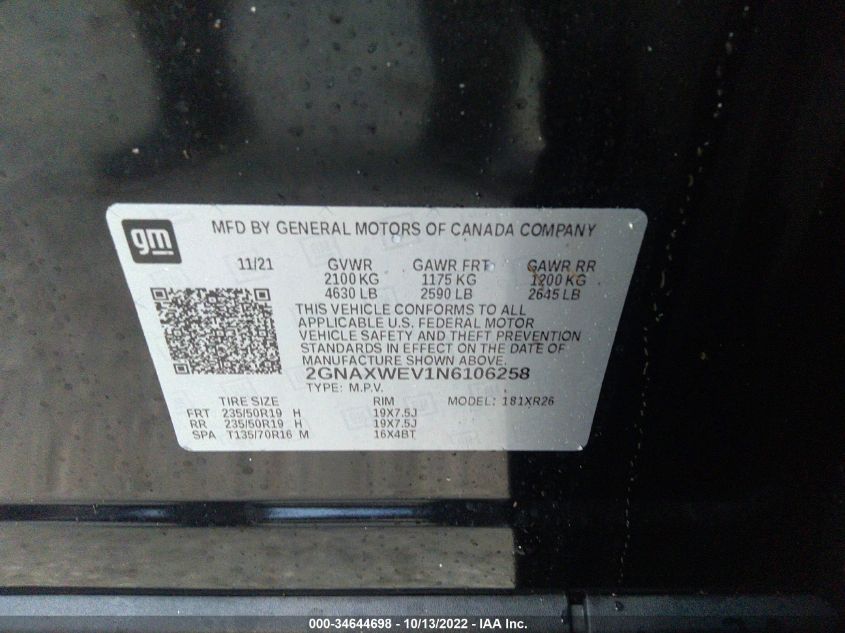 gm
MFD BY GENERAL MOTORS OF CANADA COMPANY
11/21 GVWR GAWR FRT GAWR RR
2100 KG 1175 KG 1200 KG
4630 LB 2590 LB 2645 LB
THIS VEHICLE CONFORMS TO ALL
APPLICABLE U.S. FEDERAL MOTOR
VEHICLE SAFETY AND THEFT PREVENTION
STANDARDS IN EFFECT ON THE DATE OF
MANUFACTURE SHOWN ABOVE.
2GNAXWEV1N6106258
TYPE: M.P.V. MODEL: 181XR26
TIRE SIZE RIM
FRT 235/50R19 H 19X7.5J
RR 235/50R19 H 19X7.5J
SPA T135/70R16 M 16X4BT
000-34644698 - 10/13/2022 - IAA Inc.